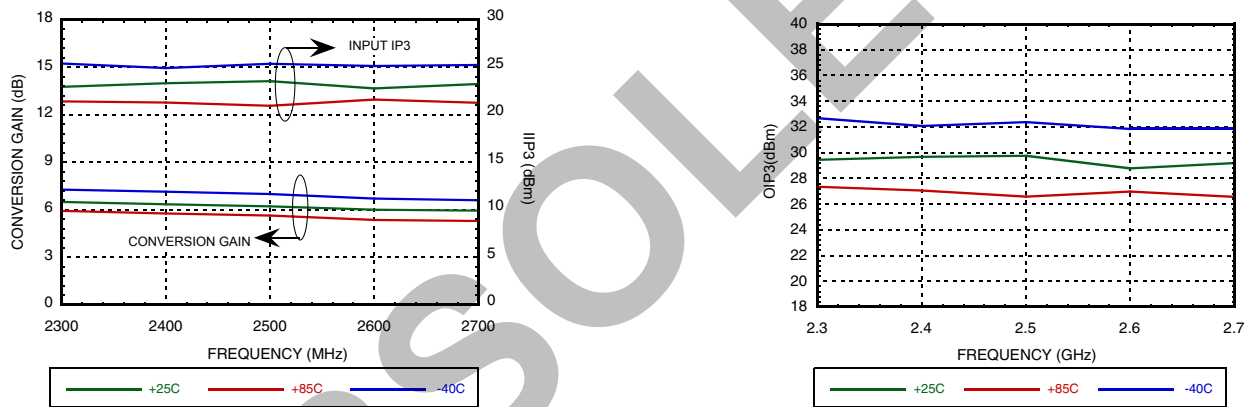 18
15
12
9
6
3
0
CONVERSION GAIN (dB)
30
25
20
15
10
5
0
IIP3 (dBm)
INPUT IP3
CONVERSION GAIN
2300 2400 2500 2600 2700
FREQUENCY (MHz)
+25C +85C -40C
40
38
36
34
32
30
28
26
24
22
20
18
OIP3(dBm)
2.3 2.4 2.5 2.6 2.7
FREQUENCY (GHz)
+25C +85C -40C
SOLE